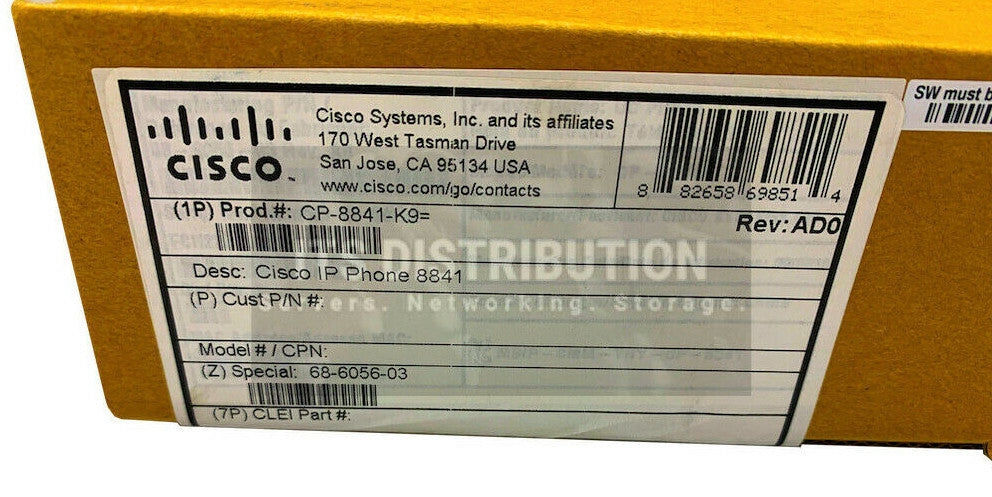 CISCO
Cisco Systems, Inc. and its affiliates
170 West Tasman Drive
San Jose, CA 95134 USA
www.cisco.com/go/contacts
8 82658 69851 4
SW must b
(1P) Prod.#: CP-8841-K9=
Rev: AD0
DISTRIBUTION
Desc: Cisco IP Phone 8841
(P) Cust P/N #:
Networking. Storage.
Model # / CPN:
(Z) Special: 68-6056-03
(7P) CLEI Part #: